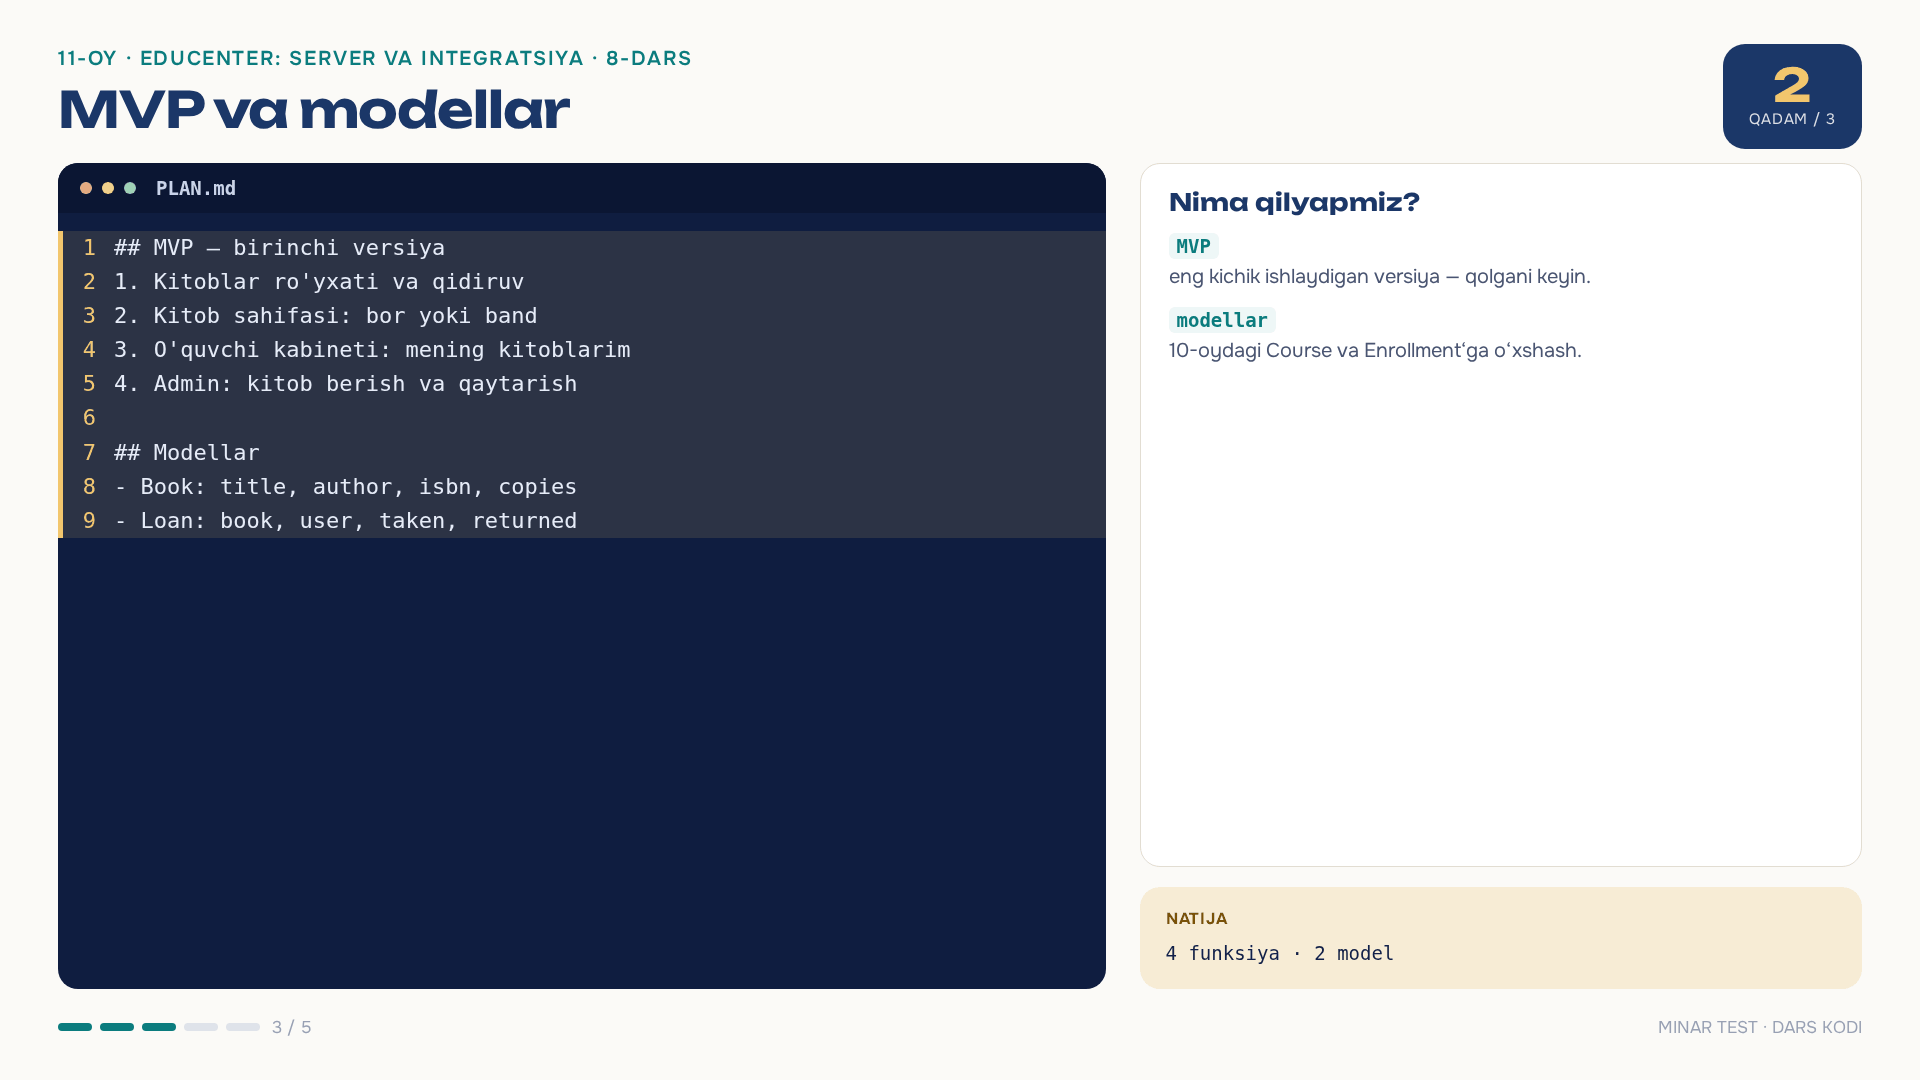 11-OY · EDUCENTER: SERVER VA INTEGRATSIYA · 8-DARS
MVP va modellar
2
QADAM / 3
PLAN.md
1 ## MVP — birinchi versiya
2 1. Kitoblar ro'yxati va qidiruv
3 2. Kitob sahifasi: bor yoki band
4 3. O'quvchi kabineti: mening kitoblarim
5 4. Admin: kitob berish va qaytarish
6
7 ## Modellar
8 - Book: title, author, isbn, copies
9 - Loan: book, user, taken, returned
Nima qilyapmiz?
MVP
eng kichik ishlaydigan versiya — qolgani keyin.
modellar
10-oydagi Course va Enrollment‘ga o‘xshash.
NATIJA
4 funksiya · 2 model
3 / 5
MINAR TEST · DARS KODI